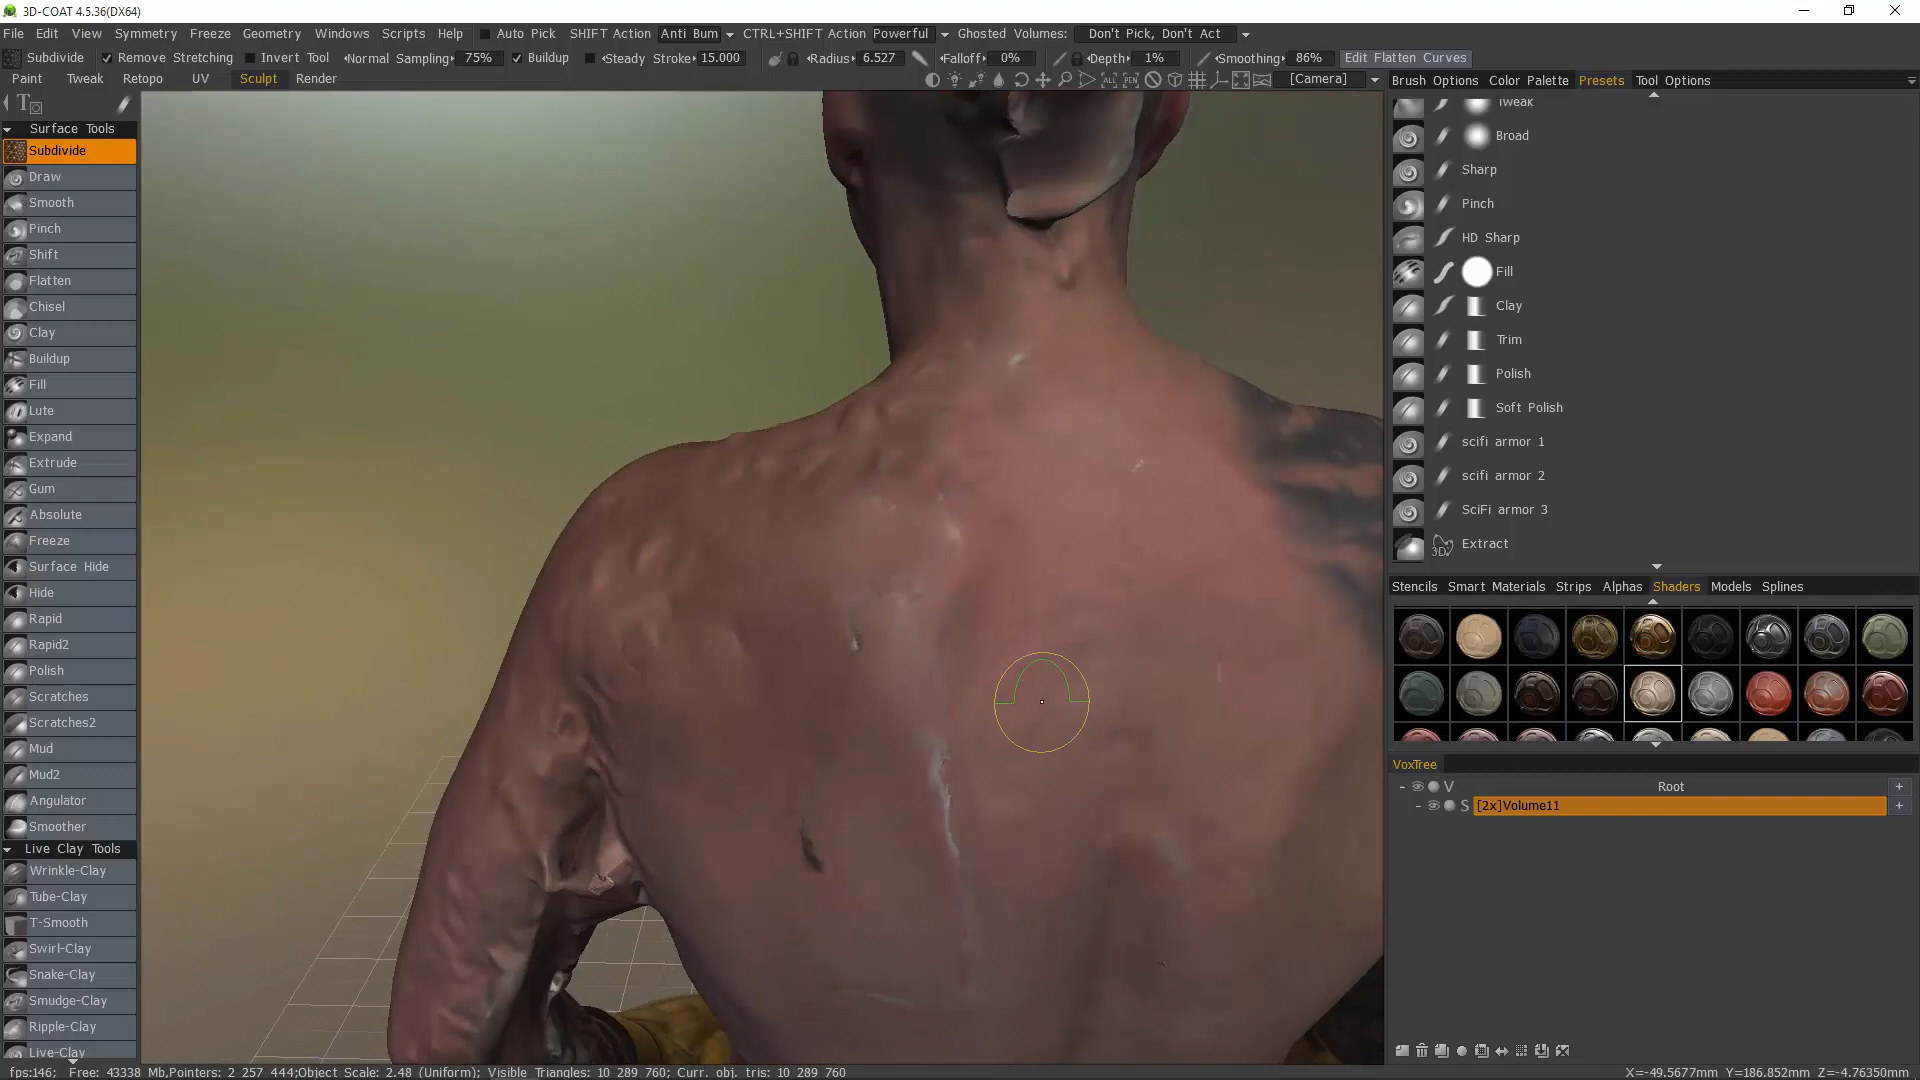 3D-COAT 4.5.36(DX64)
File Edit View Symmetry Freeze Geometry Windows Scripts Help Auto Pick SHIFT Action Anti Bum CTRL+SHIFT Action Powerful Ghosted Volumes: Don't Pick, Don't Act
Subdivide Remove Stretching Invert Tool Normal Sampling 75% Buildup Steady Stroke 15.000 Radius 6.527 Falloff 0% Depth 1% Smoothing 86% Edit Flatten Curves
Paint Tweak Retopo UV Sculpt Render [Camera] Brush Options Color Palette Presets Tool Options
Surface Tools
Subdivide
Draw
Smooth
Pinch
Shift
Flatten
Chisel
Clay
Buildup
Fill
Lute
Expand
Extrude
Gum
Absolute
Freeze
Surface Hide
Hide
Rapid
Rapid2
Polish
Scratches
Scratches2
Mud
Mud2
Angulator
Smoother
Live Clay Tools
Wrinkle-Clay
Tube-Clay
T-Smooth
Swirl-Clay
Snake-Clay
Smudge-Clay
Ripple-Clay
Live-Clay
Tweak
Broad
Sharp
Pinch
HD Sharp
Fill
Clay
Trim
Polish
Soft Polish
scifi armor 1
scifi armor 2
SciFi armor 3
3D Extract
Stencils Smart Materials Strips Alphas Shaders Models Splines
VoxTree
- V Root +
- S [2x]Volume11 +
fps:146; Free: 43338 Mb,Pointers: 2 257 444;Object Scale: 2.48 (Uniform); Visible Triangles: 10 289 760; Curr. obj. tris: 10 289 760 X=-49.5677mm Y=186.852mm Z=-4.76350mm